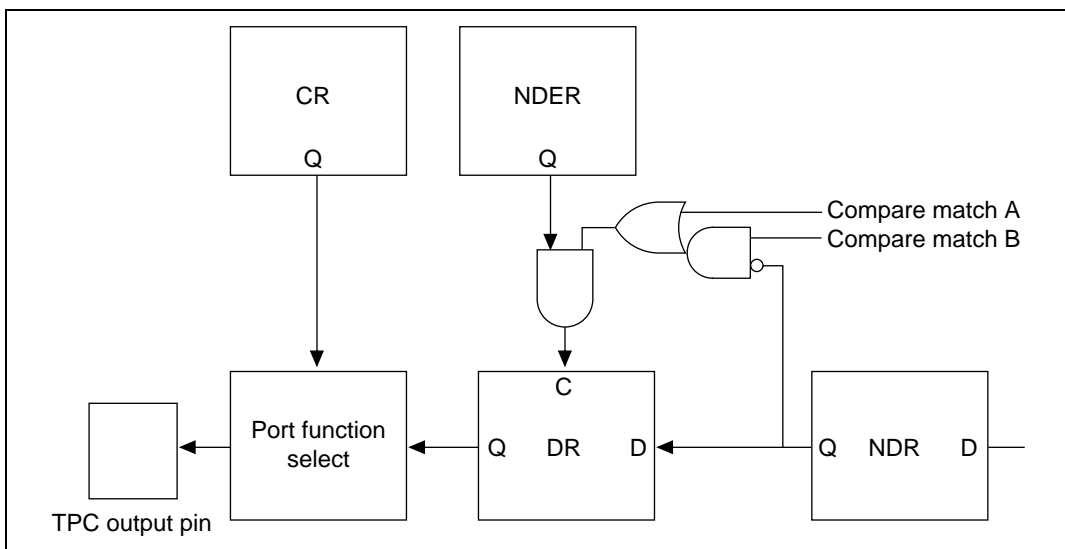 CR
Q
NDER
Q
Compare match A
Compare match B
C
Port function
select
Q
DR
D
Q
NDR
D
TPC output pin